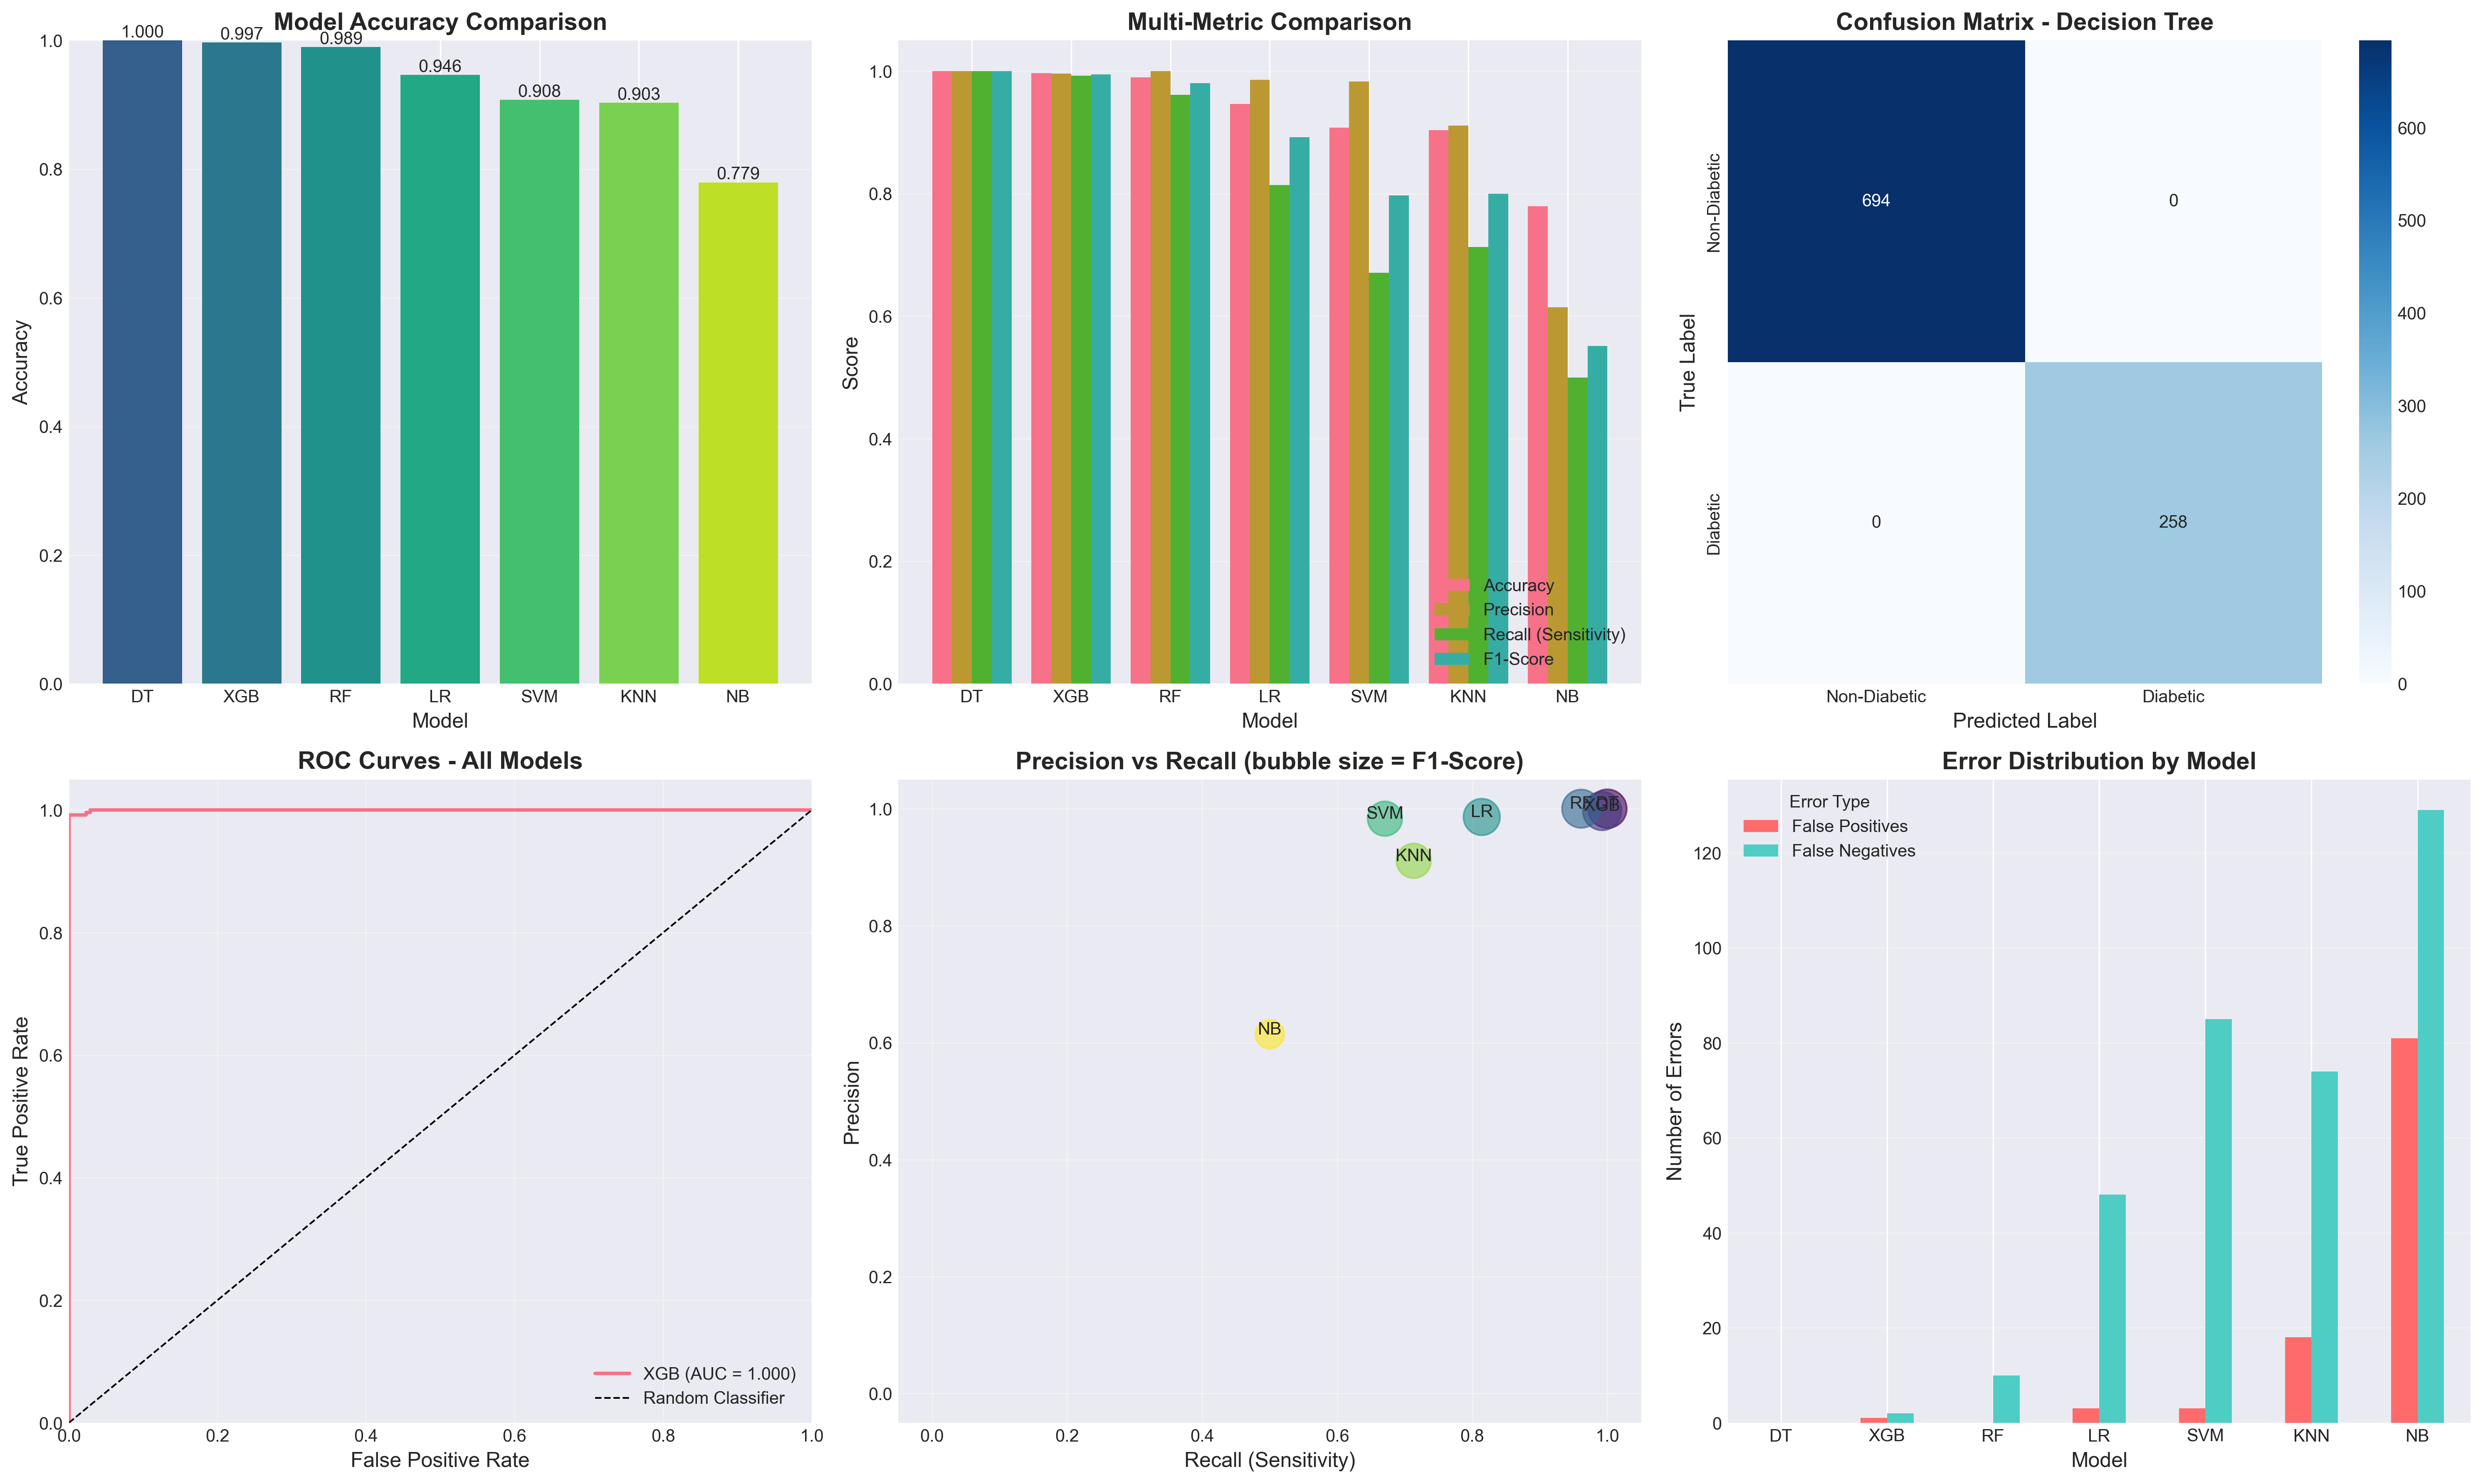 Model Accuracy Comparison
1.000
0.997
0.989
0.946
0.908
0.903
0.779
1.0
0.8
0.6
0.4
0.2
0.0
Accuracy
DT XGB RF LR SVM KNN NB
Model
Multi-Metric Comparison
1.0
0.8
0.6
0.4
0.2
0.0
Score
Accuracy
Precision
Recall (Sensitivity)
F1-Score
DT XGB RF LR SVM KNN NB
Model
Confusion Matrix - Decision Tree
True Label
Non-Diabetic
Diabetic
694 0
0 258
Non-Diabetic Diabetic
Predicted Label
600
500
400
300
200
100
0
ROC Curves - All Models
1.0
0.8
0.6
0.4
0.2
0.0
True Positive Rate
XGB (AUC = 1.000)
Random Classifier
0.0 0.2 0.4 0.6 0.8 1.0
False Positive Rate
Precision vs Recall (bubble size = F1-Score)
1.0
0.8
0.6
0.4
0.2
0.0
Precision
SVM
LR
RF
XGB
DT
KNN
NB
0.0 0.2 0.4 0.6 0.8 1.0
Recall (Sensitivity)
Error Distribution by Model
Error Type
False Positives
False Negatives
120
100
80
60
40
20
0
Number of Errors
DT XGB RF LR SVM KNN NB
Model